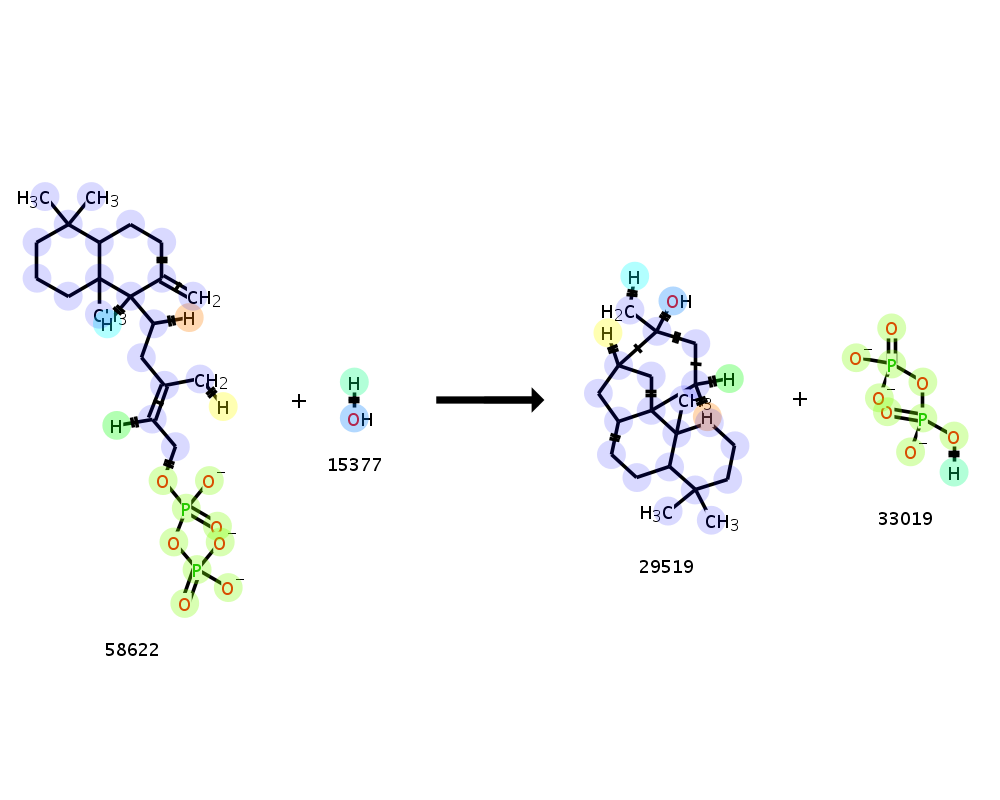 H₃C CH₃
CH₃
H
H
CH₂
CH₂
H
H
O O⁻
P
O
O O⁻
P
O O⁻
58622
+
H
OH
15377
H
H₂C OH
H
H
CH₃
H
H₃C CH₃
29519
+
O
O⁻ P
O⁻ O
O P
O⁻ O
H
33019